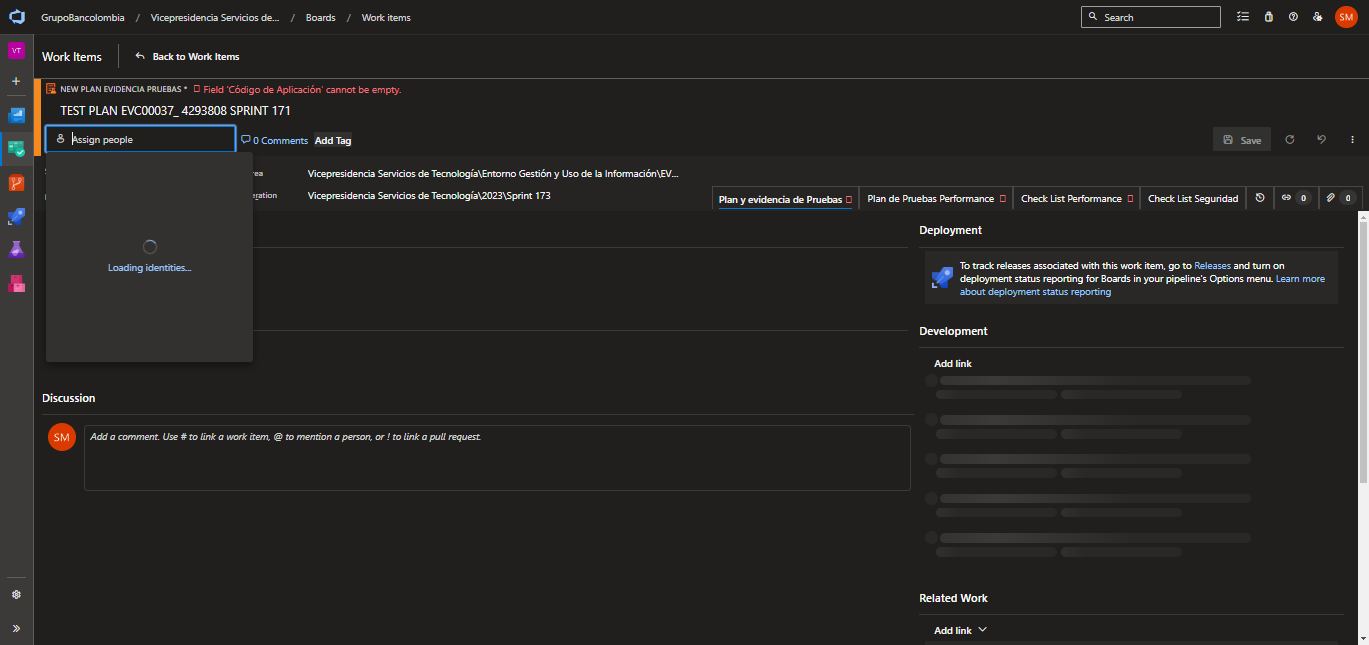 GrupoBancolombia / Vicepresidencia Servicios de... / Boards / Work items
Search
SM
VT
Work Items
Back to Work Items
NEW PLAN EVIDENCIA PRUEBAS * Field 'Código de Aplicación' cannot be empty.
TEST PLAN EVC00037_ 4293808 SPRINT 171
Assign people
0 Comments
Add Tag
Save
Vicepresidencia Servicios de Tecnología\Entorno Gestión y Uso de la Información\EV...
Vicepresidencia Servicios de Tecnología\2023\Sprint 173
Plan y evidencia de Pruebas
Plan de Pruebas Performance
Check List Performance
Check List Seguridad
0
0
Loading identities...
Deployment
To track releases associated with this work item, go to Releases and turn on
deployment status reporting for Boards in your pipeline's Options menu. Learn more
about deployment status reporting
Development
Add link
Discussion
SM
Add a comment. Use # to link a work item, @ to mention a person, or ! to link a pull request.
Related Work
Add link